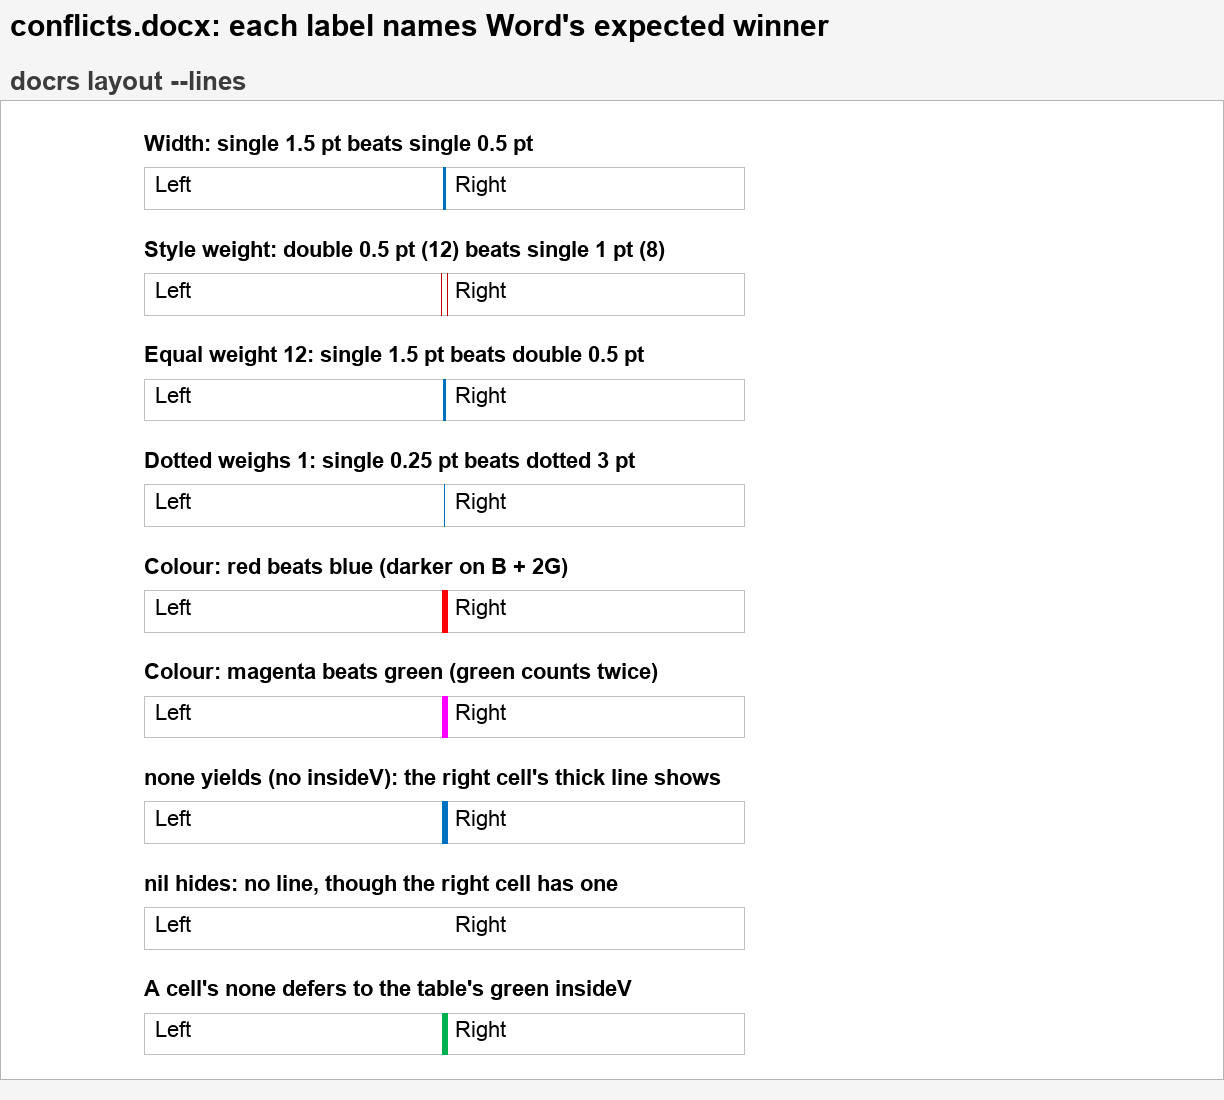 conflicts.docx: each label names Word's expected winner
docrs layout --lines
Width: single 1.5 pt beats single 0.5 pt
Left Right
Style weight: double 0.5 pt (12) beats single 1 pt (8)
Left Right
Equal weight 12: single 1.5 pt beats double 0.5 pt
Left Right
Dotted weighs 1: single 0.25 pt beats dotted 3 pt
Left Right
Colour: red beats blue (darker on B + 2G)
Left Right
Colour: magenta beats green (green counts twice)
Left Right
none yields (no insideV): the right cell's thick line shows
Left Right
nil hides: no line, though the right cell has one
Left Right
A cell's none defers to the table's green insideV
Left Right